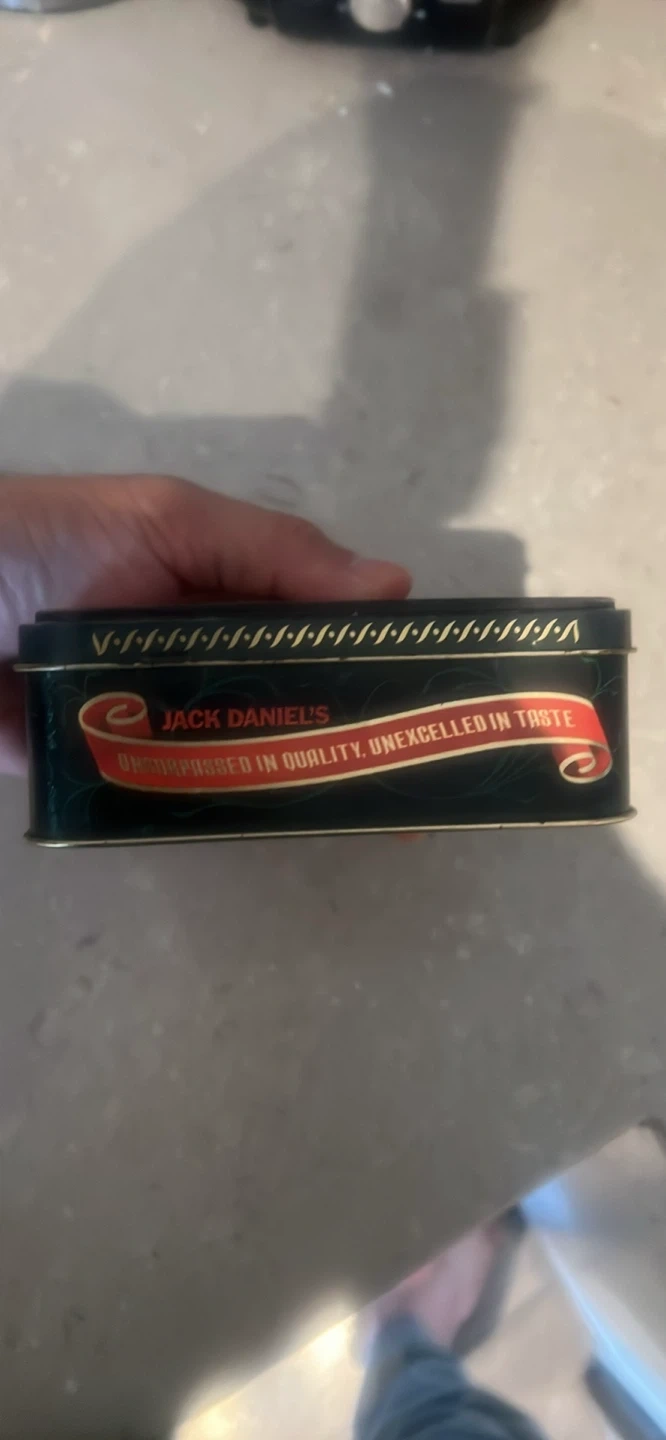 JACK DANIEL'S
UNSURPASSED IN QUALITY, UNEXCELLED IN TASTE